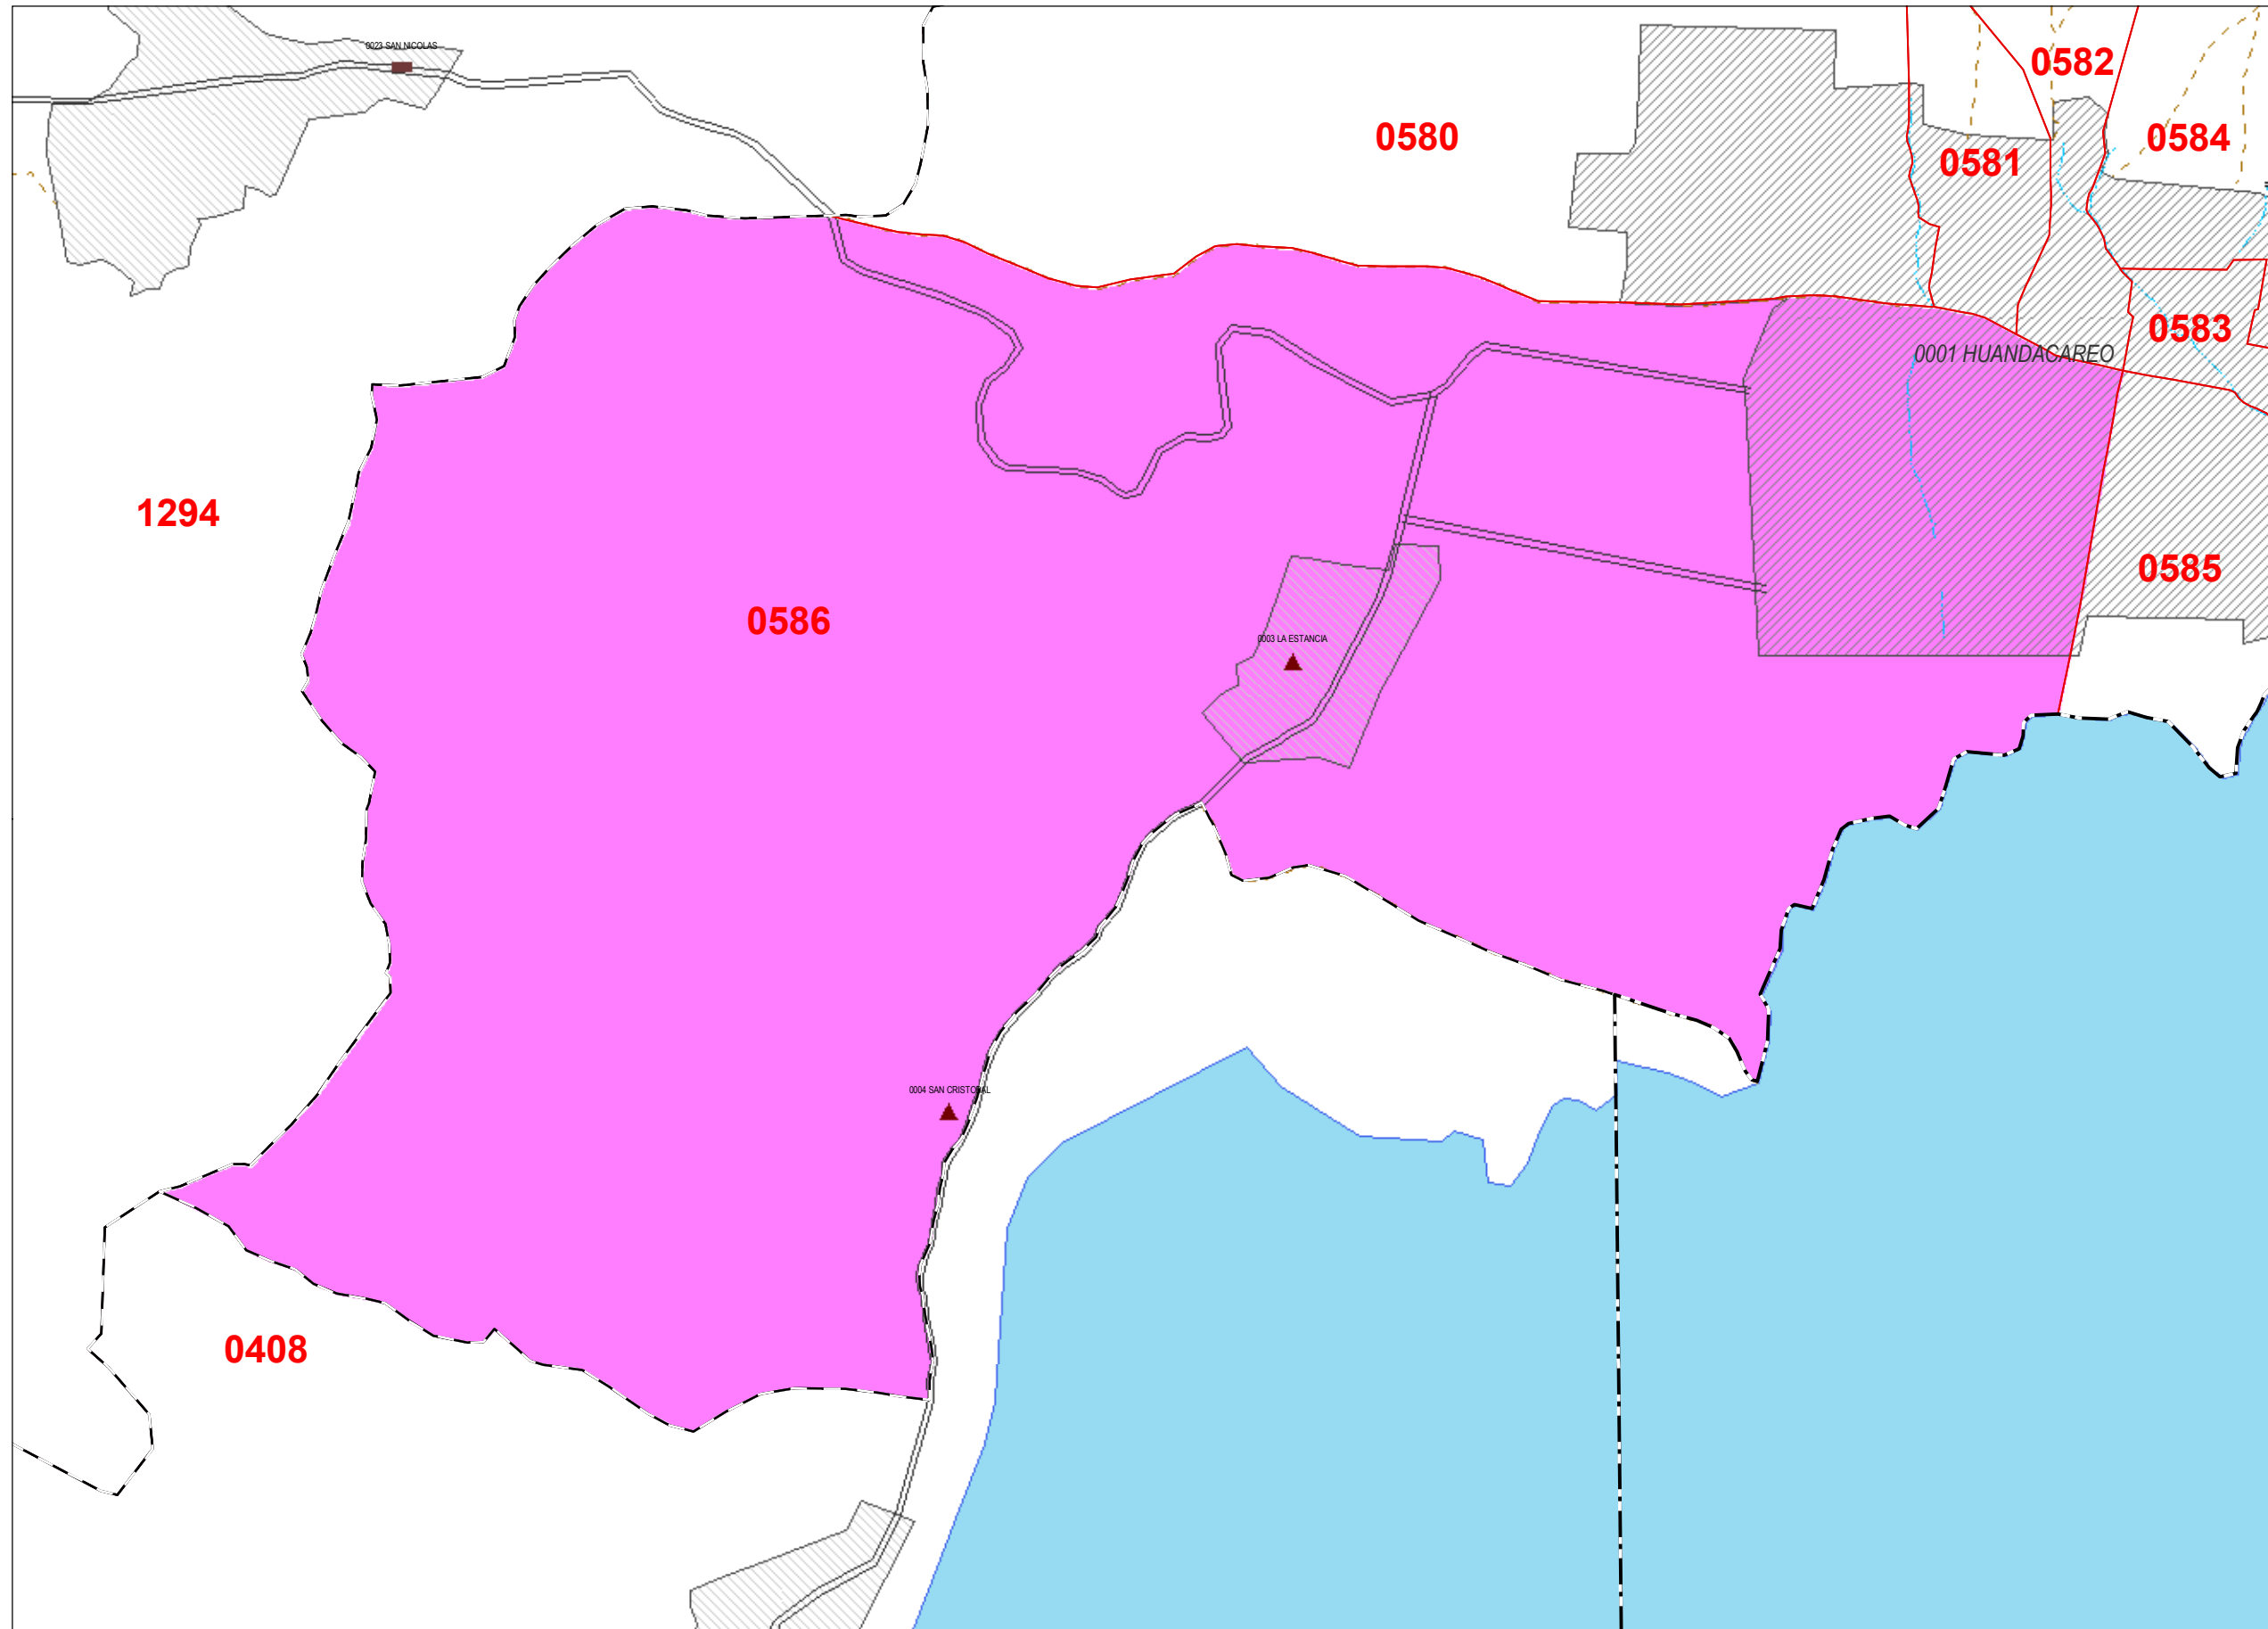 0023 SAN NICOLAS
0582
0580
0584
0581
0583
0001 HUANDACAREO
1294
0585
0586
0003 LA ESTANCIA
0004 SAN CRISTOBAL
0408